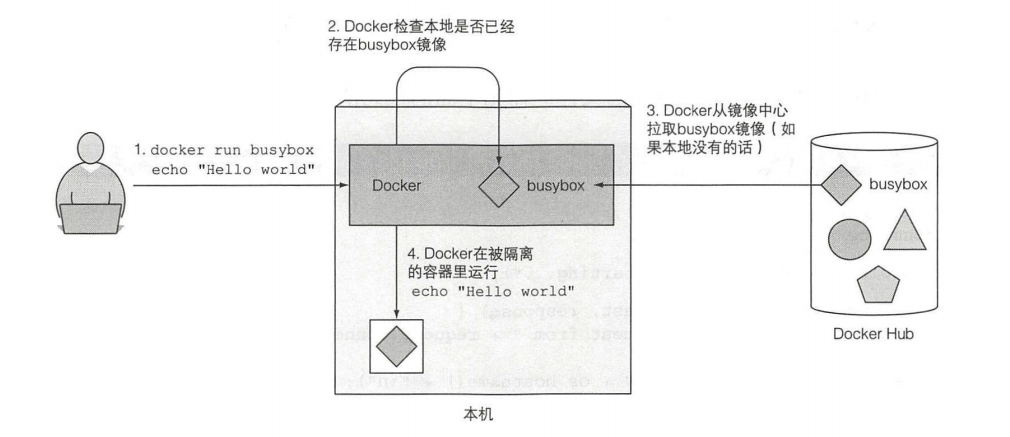 2. Docker检查本地是否已经
存在busybox镜像
3. Docker从镜像中心
拉取busybox镜像（如
果本地没有的话）
1. docker run busybox
echo "Hello world"
Docker
busybox
busybox
4. Docker在被隔离
的容器里运行
echo "Hello world"
Docker Hub
本机